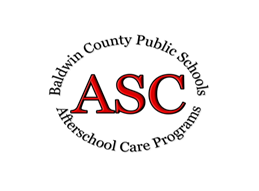 Baldwin County Public Schools
ASC
Afterschool Care Programs